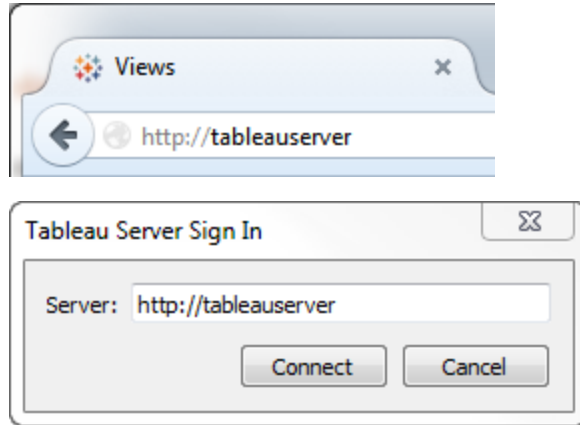 Views
http://tableauserver
Tableau Server Sign In
Server: http://tableauserver
Connect Cancel